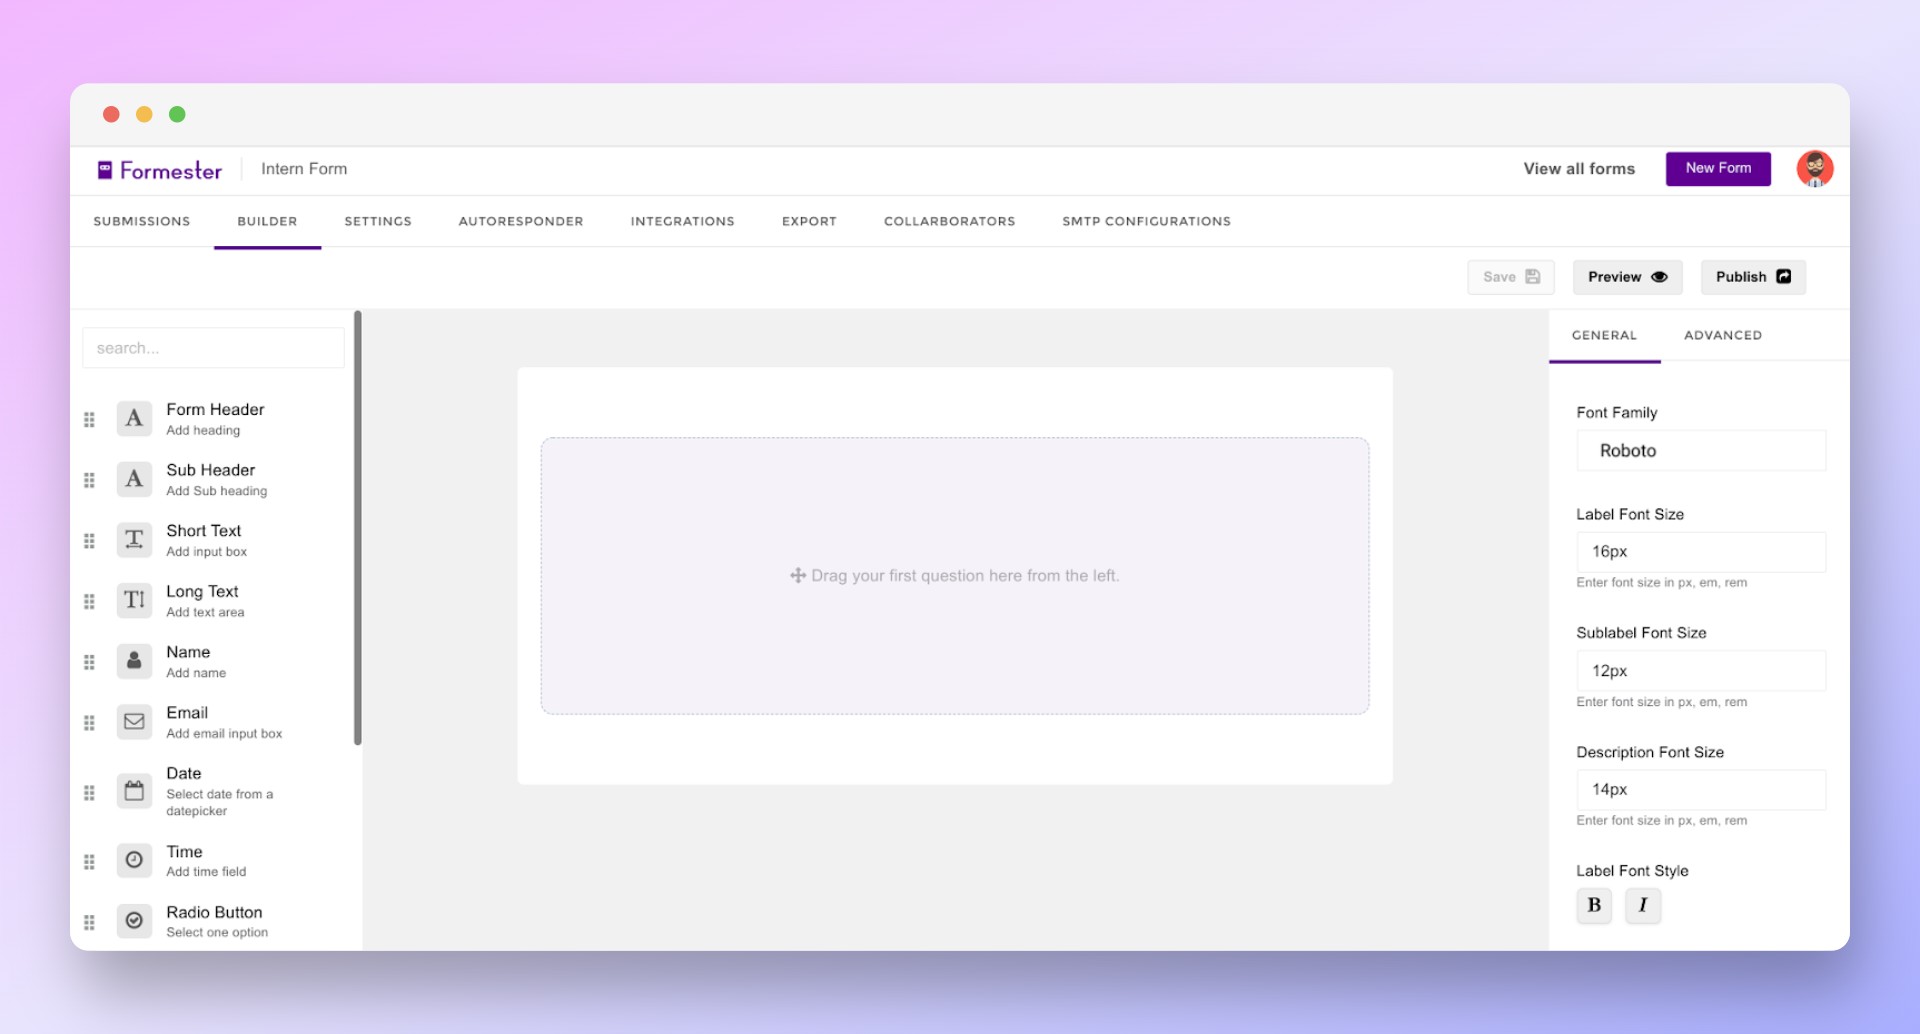 Formester
Intern Form
View all forms
New Form
SUBMISSIONS
BUILDER
SETTINGS
AUTORESPONDER
INTEGRATIONS
EXPORT
COLLARBORATORS
SMTP CONFIGURATIONS
Save
Preview
Publish
search...
Form Header
Add heading
Sub Header
Add Sub heading
Short Text
Add input box
Long Text
Add text area
Name
Add name
Email
Add email input box
Date
Select date from a
datepicker
Time
Add time field
Radio Button
Select one option
Drag your first question here from the left.
GENERAL
ADVANCED
Font Family
Roboto
Label Font Size
16px
Enter font size in px, em, rem
Sublabel Font Size
12px
Enter font size in px, em, rem
Description Font Size
14px
Enter font size in px, em, rem
Label Font Style
B
I